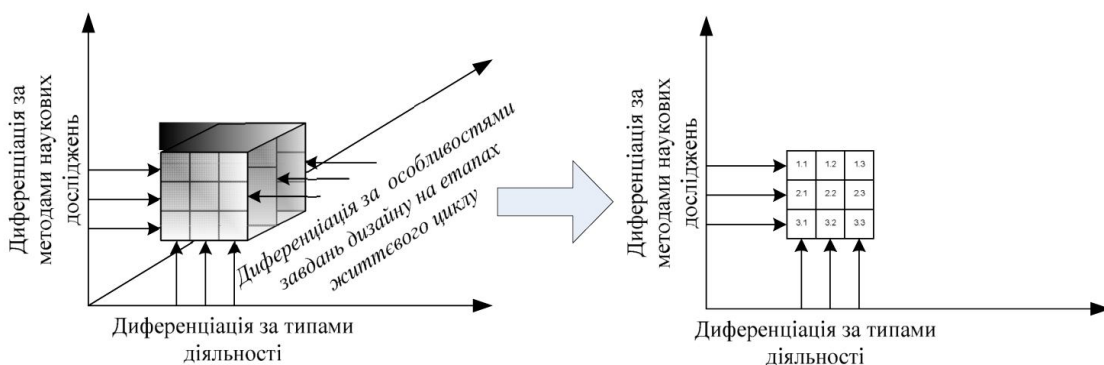 Диференціація за
методами наукових
досліджень
Диференціація за особливостями
завдань дизайну на етапах
життєвого циклу
Диференціація за типами
діяльності
Диференціація за
методами наукових
досліджень
1.1 1.2 1.3
2.1 2.2 2.3
3.1 3.2 3.3
Диференціація за типами
діяльності